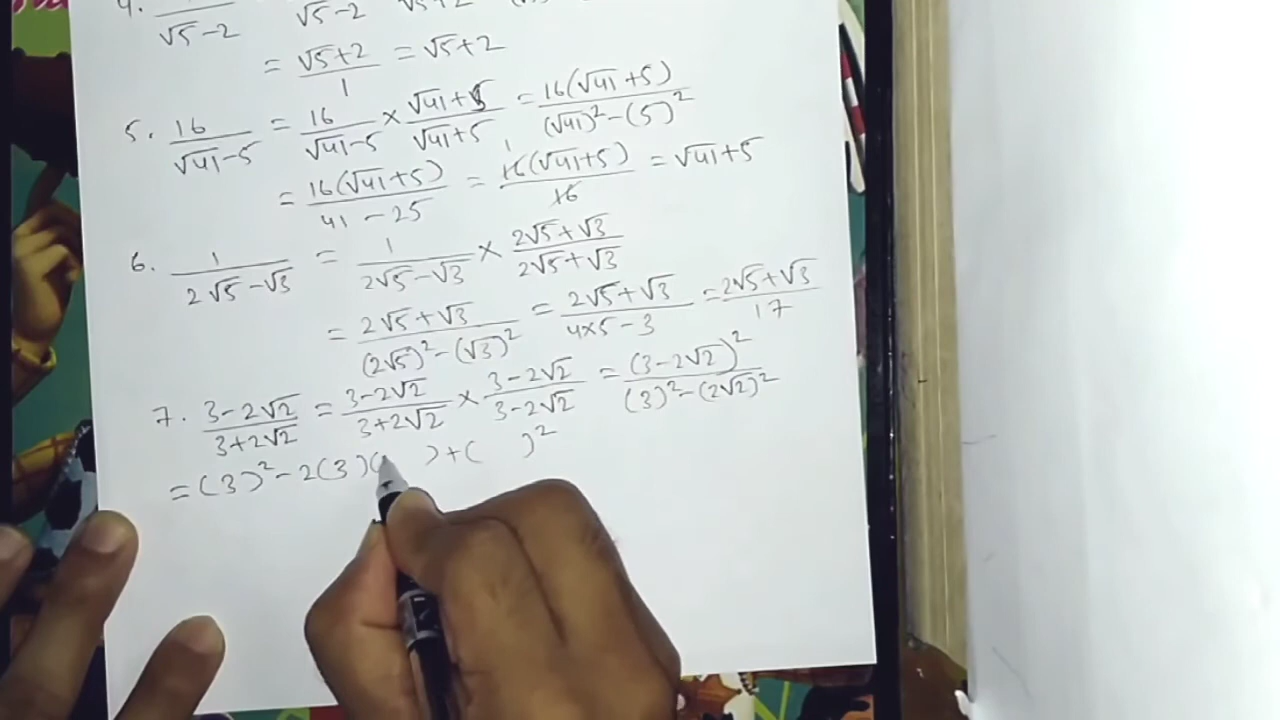 4. √5-2 √5-2
= √5+2/1 = √5+2
5. 16/√41-5 = 16/√41-5 × √41+5/√41+5 = 16(√41+5)/(√41)²-(5)²
= 16(√41+5)/41-25 = 16(√41+5)/16 = √41+5
6. 1/2√5-√3 = 1/2√5-√3 × 2√5+√3/2√5+√3
= 2√5+√3/(2√5)²-(√3)² = 2√5+√3/4×5-3 = 2√5+√3/17
7. 3-2√2/3+2√2 = 3-2√2/3+2√2 × 3-2√2/3-2√2 = (3-2√2)²/(3)²-(2√2)²
= (3)²-2(3)( )+( )²